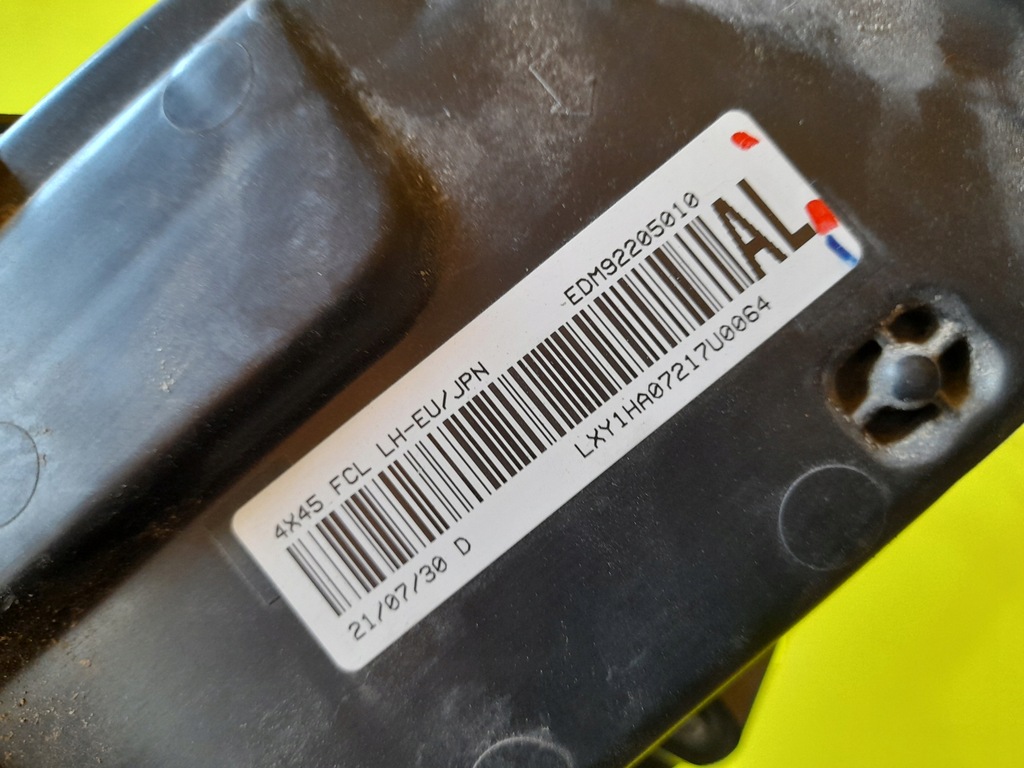 4X45 FCL LH-EU/JPN
EDM92205010
AL
21/07/30 D
LXY1HA07217U0064